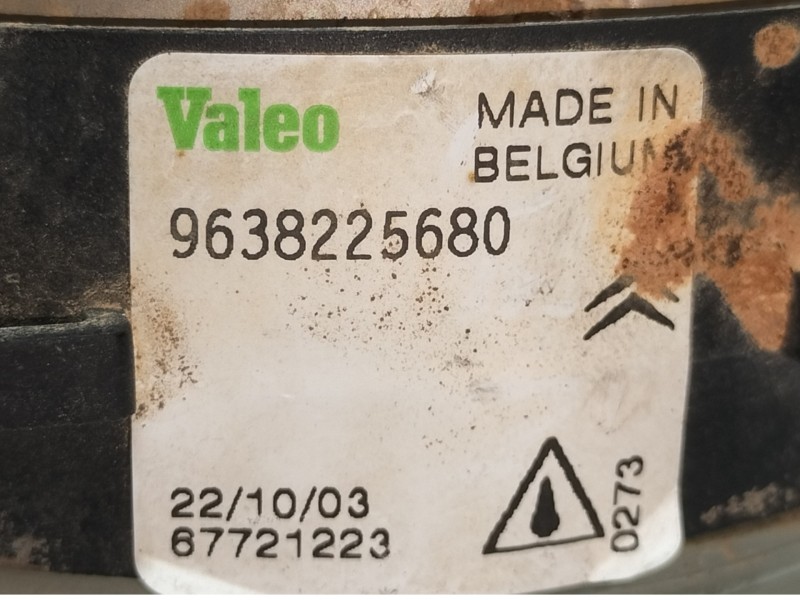 Valeo
MADE IN
BELGIUM
9638225680
22/10/03
67721223
0273